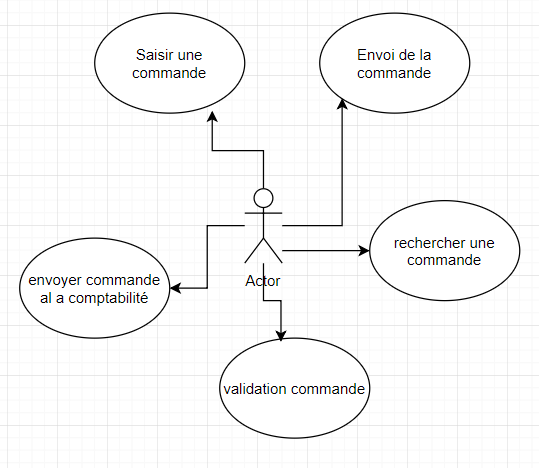 Saisir une
commande
Envoi de la
commande
rechercher une
commande
envoyer commande
al a comptabilité
Actor
validation commande